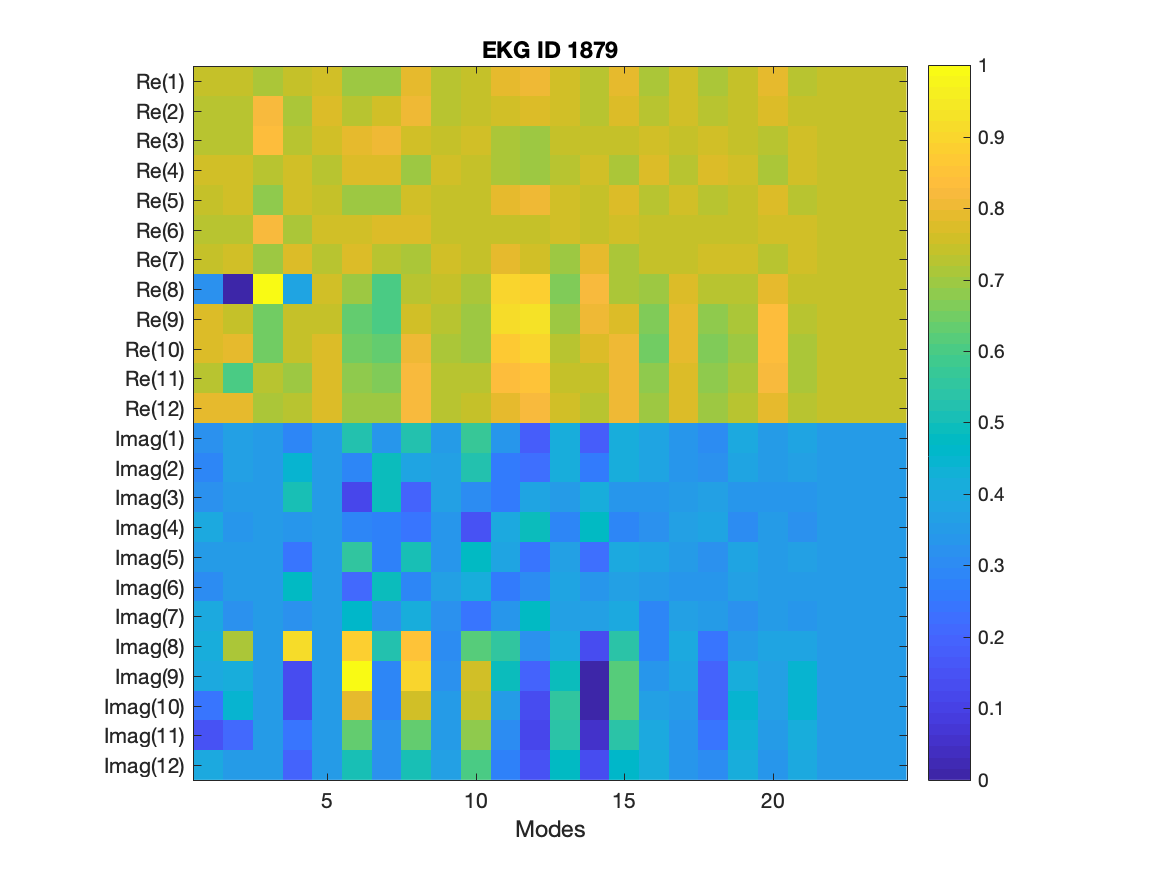 EKG ID 1879
Re(1)
Re(2)
Re(3)
Re(4)
Re(5)
Re(6)
Re(7)
Re(8)
Re(9)
Re(10)
Re(11)
Re(12)
Imag(1)
Imag(2)
Imag(3)
Imag(4)
Imag(5)
Imag(6)
Imag(7)
Imag(8)
Imag(9)
Imag(10)
Imag(11)
Imag(12)
5 10 15 20
Modes
1
0.9
0.8
0.7
0.6
0.5
0.4
0.3
0.2
0.1
0